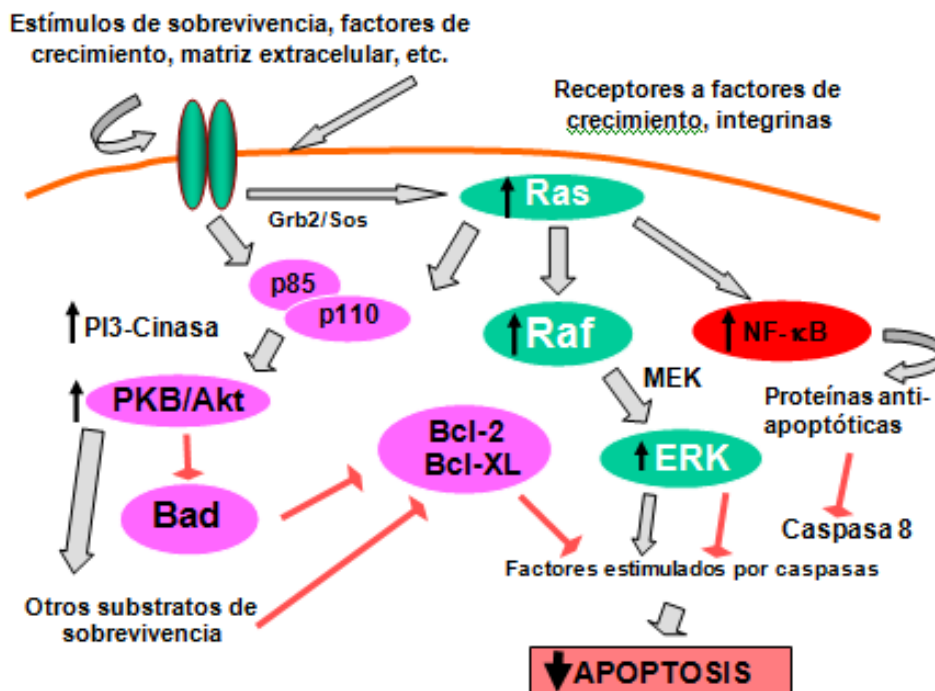 Estímulos de sobrevivencia, factores de
crecimiento, matriz extracelular, etc.
Receptores a factores de
crecimiento, integrinas
Ras
Grb2/Sos
p85
p110
PI3-Cinasa
Raf
NF-κB
MEK
PKB/Akt
Proteínas anti-
apoptóticas
Bcl-2
Bcl-XL
ERK
Bad
Caspasa 8
Factores estimulados por caspasas
Otros substratos de
sobrevivencia
APOPTOSIS